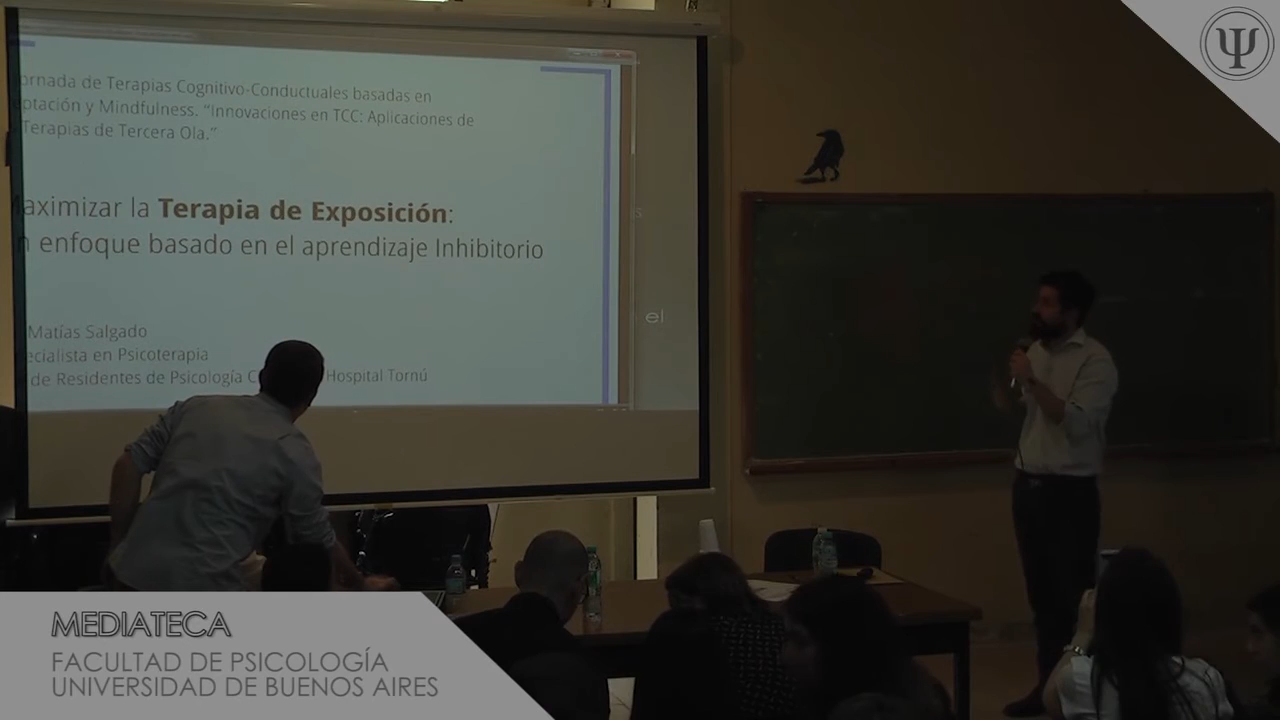 ornada de Terapias Cognitivo-Conductuales basadas en
ptación y Mindfulness. "Innovaciones en TCC: Aplicaciones de
Terapias de Tercera Ola."
aximizar la Terapia de Exposición:
n enfoque basado en el aprendizaje Inhibitorio
Matías Salgado
ecialista en Psicoterapia
de Residentes de Psicología C Hospital Tornú
el
Ψ
MEDIATECA
FACULTAD DE PSICOLOGÍA
UNIVERSIDAD DE BUENOS AIRES